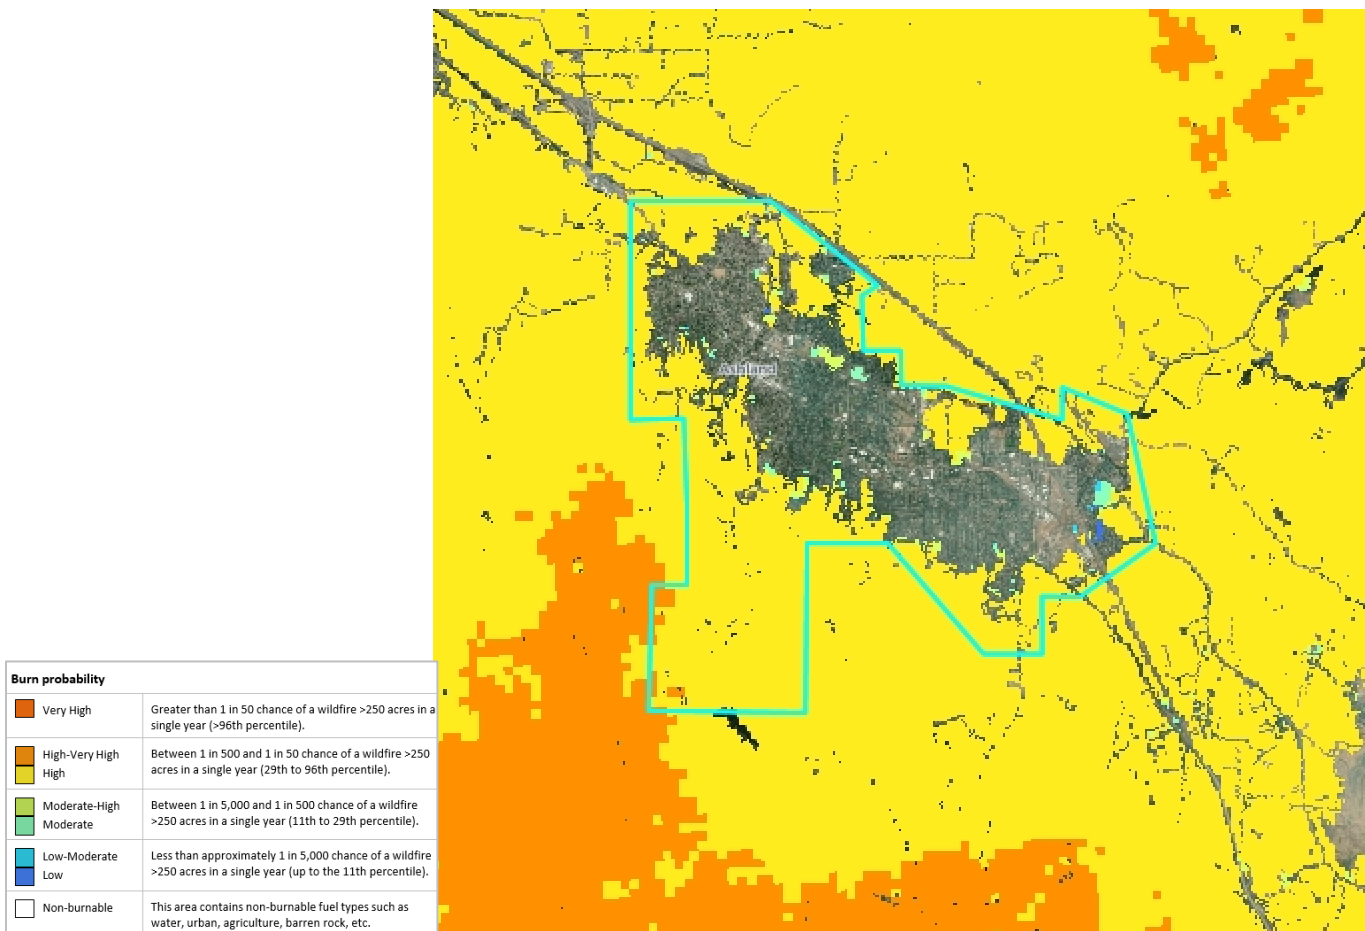 Ashland
Burn probability
Very High
Greater than 1 in 50 chance of a wildfire >250 acres in a
single year (>96th percentile).
High-Very High
High
Between 1 in 500 and 1 in 50 chance of a wildfire >250
acres in a single year (29th to 96th percentile).
Moderate-High
Moderate
Between 1 in 5,000 and 1 in 500 chance of a wildfire
>250 acres in a single year (11th to 29th percentile).
Low-Moderate
Low
Less than approximately 1 in 5,000 chance of a wildfire
>250 acres in a single year (up to the 11th percentile).
Non-burnable
This area contains non-burnable fuel types such as
water, urban, agriculture, barren rock, etc.